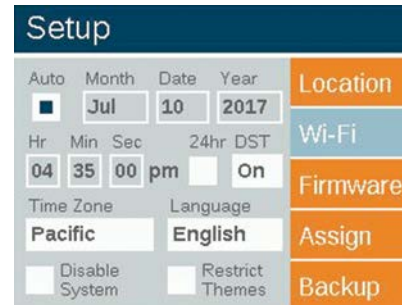 Setup
Auto Month Date Year
Jul 10 2017
Hr Min Sec 24hr DST
04 35 00 pm On
Time Zone Language
Pacific English
Disable System
Restrict Themes
Location
Wi-Fi
Firmware
Assign
Backup